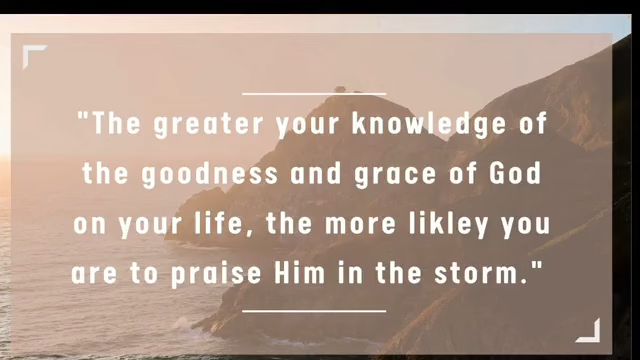 "The greater your knowledge of
the goodness and grace of God
on your life, the more likley you
are to praise Him in the storm."